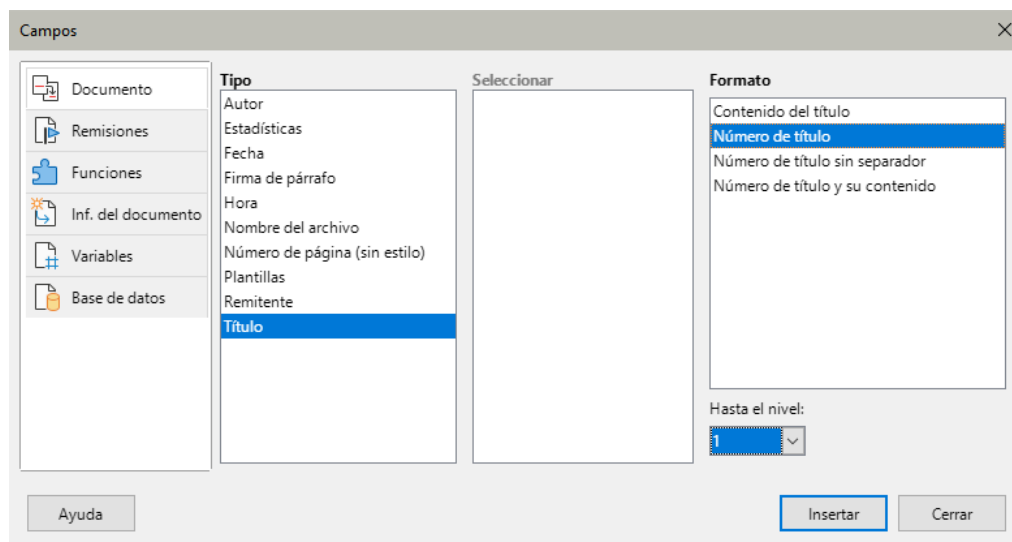 Campos
Documento
Remisiones
Funciones
Inf. del documento
Variables
Base de datos
Tipo
Autor
Estadísticas
Fecha
Firma de párrafo
Hora
Nombre del archivo
Número de página (sin estilo)
Plantillas
Remitente
Título
Seleccionar
Formato
Contenido del título
Número de título
Número de título sin separador
Número de título y su contenido
Hasta el nivel:
1
Ayuda
Insertar
Cerrar